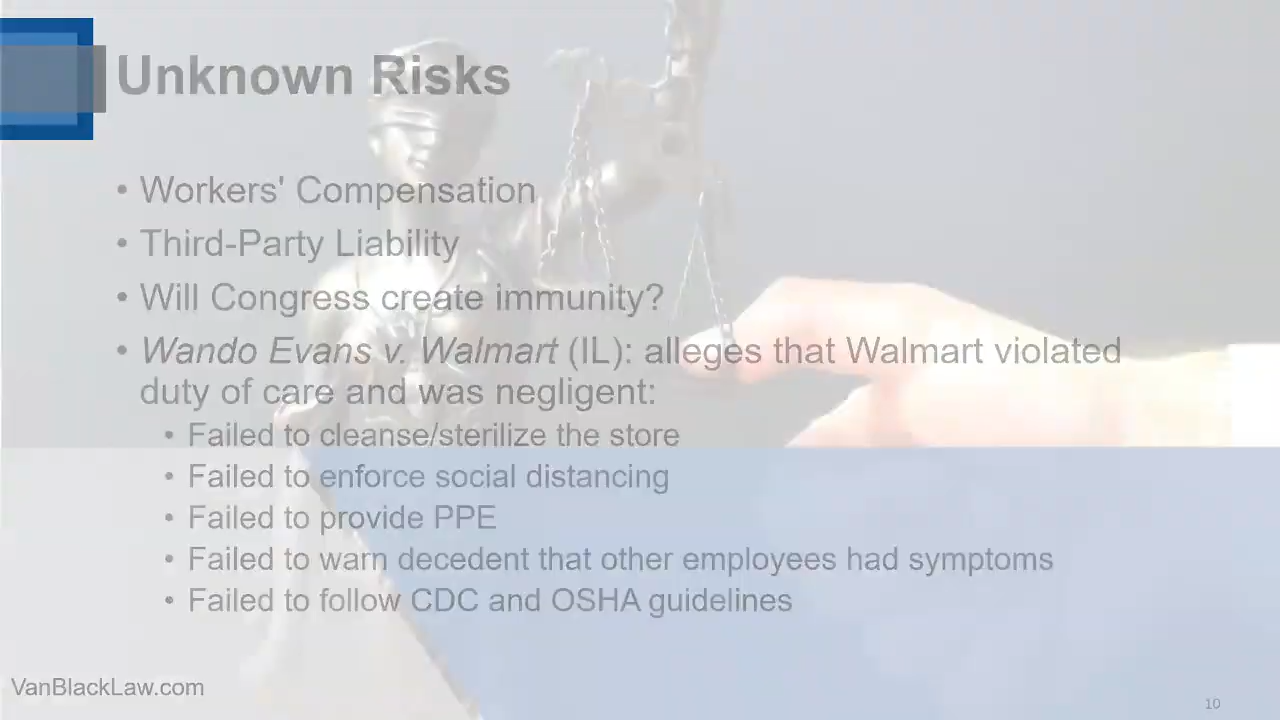 Unknown Risks
• Workers' Compensation
• Third-Party Liability
• Will Congress create immunity?
• Wando Evans v. Walmart (IL): alleges that Walmart violated
duty of care and was negligent:
• Failed to cleanse/sterilize the store
• Failed to enforce social distancing
• Failed to provide PPE
• Failed to warn decedent that other employees had symptoms
• Failed to follow CDC and OSHA guidelines
VanBlackLaw.com
10